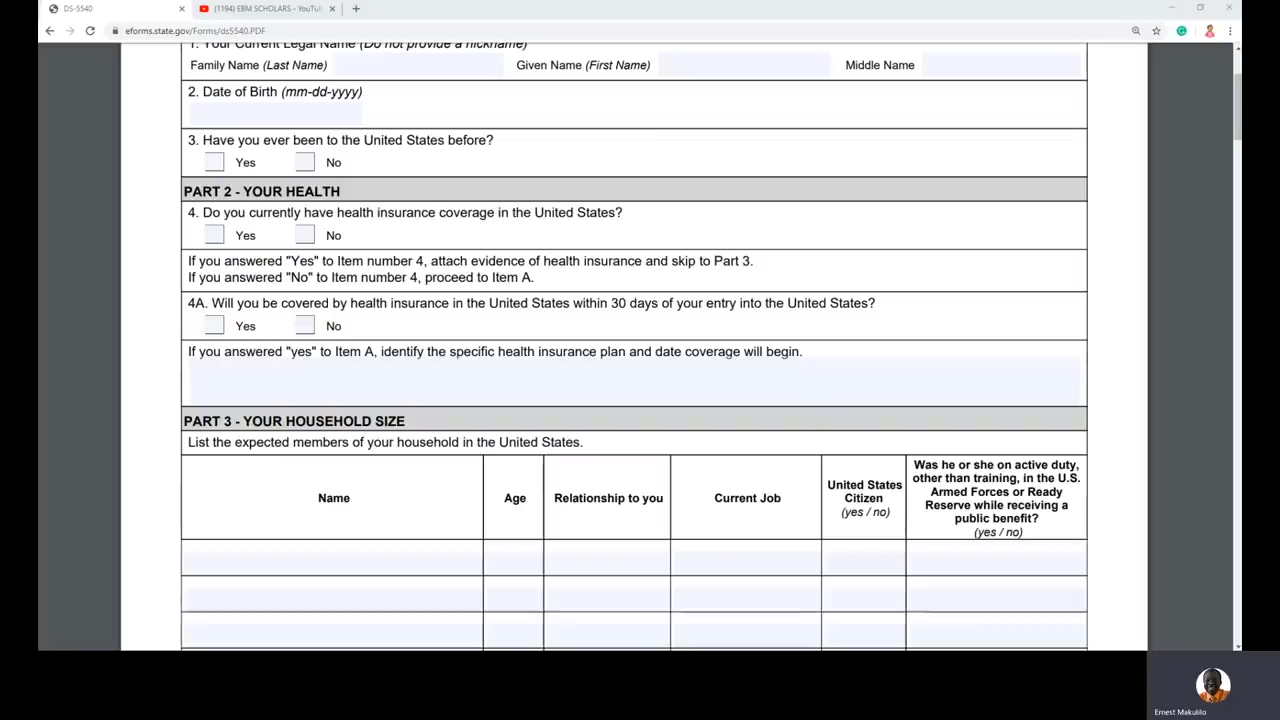 DS-5540
(1194) EBM SCHOLARS - YouTu
eforms.state.gov/Forms/ds5540.PDF
1. Your Current Legal Name (Do not provide a nickname)
Family Name (Last Name) Given Name (First Name) Middle Name
2. Date of Birth (mm-dd-yyyy)
3. Have you ever been to the United States before?
Yes No
PART 2 - YOUR HEALTH
4. Do you currently have health insurance coverage in the United States?
Yes No
If you answered "Yes" to Item number 4, attach evidence of health insurance and skip to Part 3.
If you answered "No" to Item number 4, proceed to Item A.
4A. Will you be covered by health insurance in the United States within 30 days of your entry into the United States?
Yes No
If you answered "yes" to Item A, identify the specific health insurance plan and date coverage will begin.
PART 3 - YOUR HOUSEHOLD SIZE
List the expected members of your household in the United States.
Name
Age
Relationship to you
Current Job
United States
Citizen
(yes / no)
Was he or she on active duty,
other than training, in the U.S.
Armed Forces or Ready
Reserve while receiving a
public benefit?
(yes / no)
Ernest Makulilo